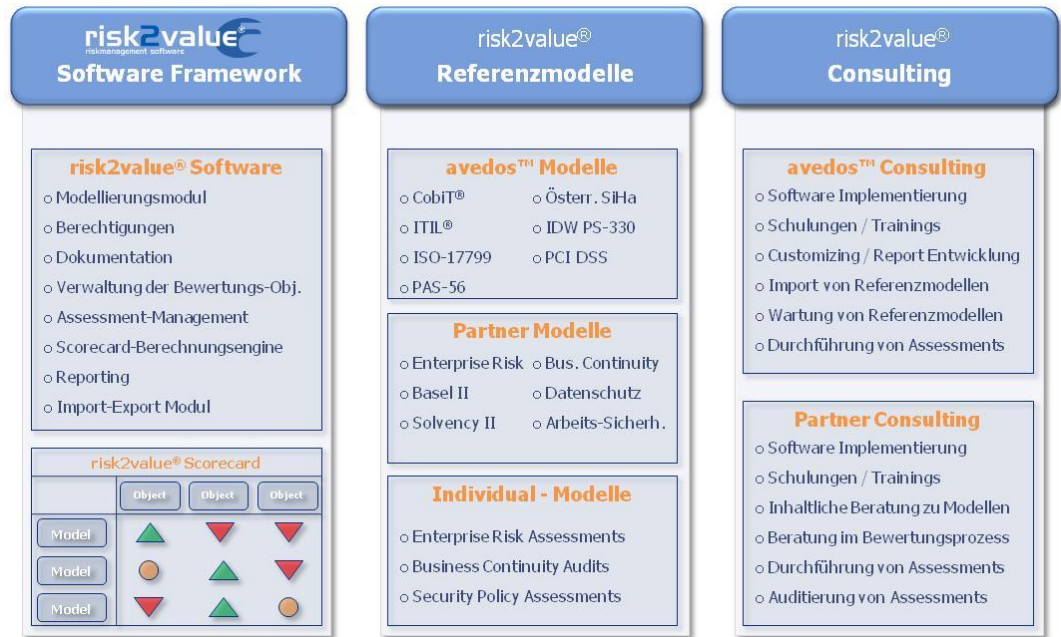 risk2value®
riskmanagement software
Software Framework
risk2value® Software
o Modellierungsmodul
o Berechtigungen
o Dokumentation
o Verwaltung der Bewertungs-Obj.
o Assessment-Management
o Scorecard-Berechnungsengine
o Reporting
o Import-Export Modul
risk2value® Scorecard
Object Object Object
Model
Model
Model
risk2value®
Referenzmodelle
avedos™ Modelle
o CobiT® o Österr. SiHa
o ITIL® o IDW PS-330
o ISO-17799 o PCI DSS
o PAS-56
Partner Modelle
o Enterprise Risk o Bus. Continuity
o Basel II o Datenschutz
o Solvency II o Arbeits-Sicherh.
Individual - Modelle
o Enterprise Risk Assessments
o Business Continuity Audits
o Security Policy Assessments
risk2value®
Consulting
avedos™ Consulting
o Software Implementierung
o Schulungen / Trainings
o Customizing / Report Entwicklung
o Import von Referenzmodellen
o Wartung von Referenzmodellen
o Durchführung von Assessments
Partner Consulting
o Software Implementierung
o Schulungen / Trainings
o Inhaltliche Beratung zu Modellen
o Beratung im Bewertungsprozess
o Durchführung von Assessments
o Auditierung von Assessments